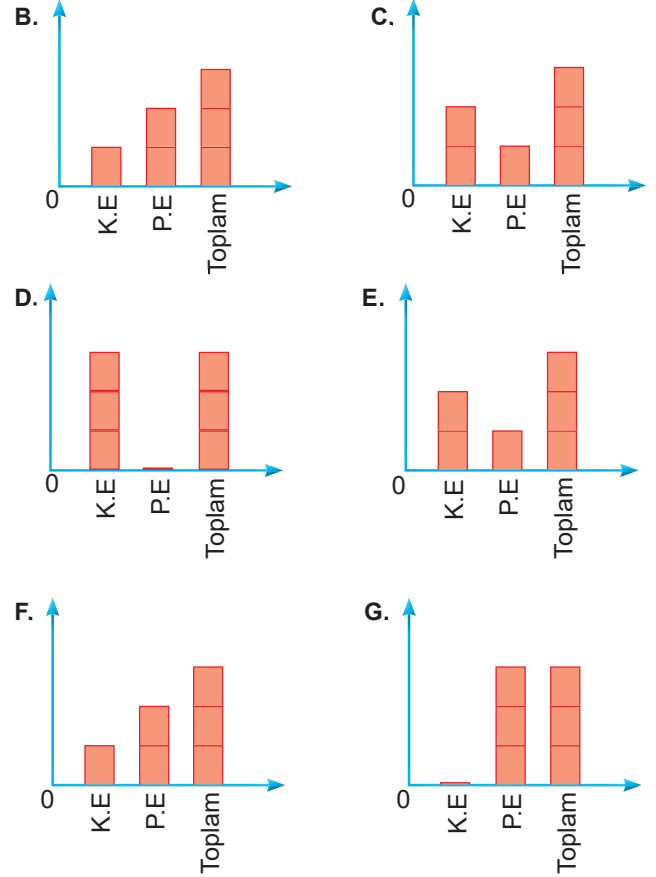 B.
0
K.E
P.E
Toplam
C.
0
K.E
P.E
Toplam
D.
0
K.E
P.E
Toplam
E.
0
K.E
P.E
Toplam
F.
0
K.E
P.E
Toplam
G.
0
K.E
P.E
Toplam